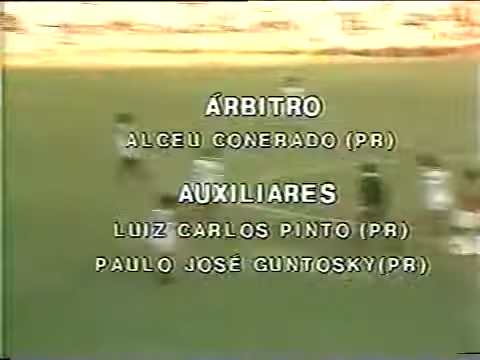 ÁRBITRO
ALCEU CONERADO (PR)
AUXILIARES
LUIZ CARLOS PINTO (PR)
PAULO JOSÉ GUNTOSKY(PR)